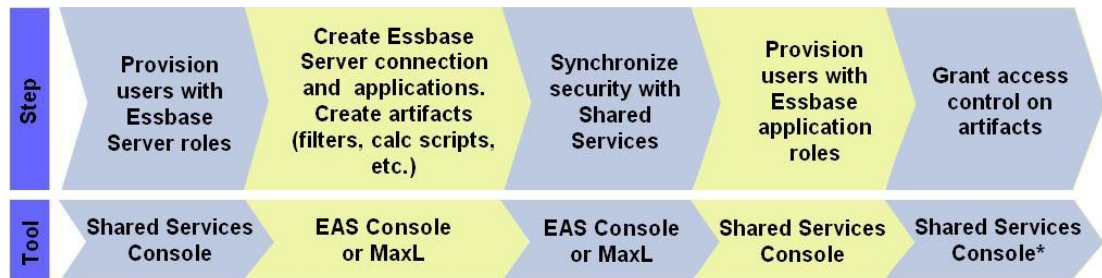 Step
Provision
users with
Essbase
Server roles
Create Essbase
Server connection
and applications.
Create artifacts
(filters, calc scripts,
etc.)
Synchronize
security with
Shared
Services
Provision
users with
Essbase
application
roles
Grant access
control on
artifacts
Tool
Shared Services
Console
EAS Console
or MaxL
EAS Console
or MaxL
Shared Services
Console
Shared Services
Console*